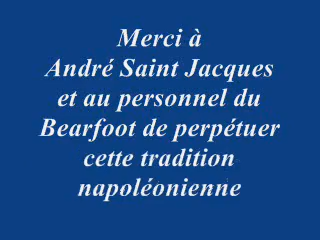 Merci à
André Saint Jacques
et au personnel du
Bearfoot de perpétuer
cette tradition
napoléonienne